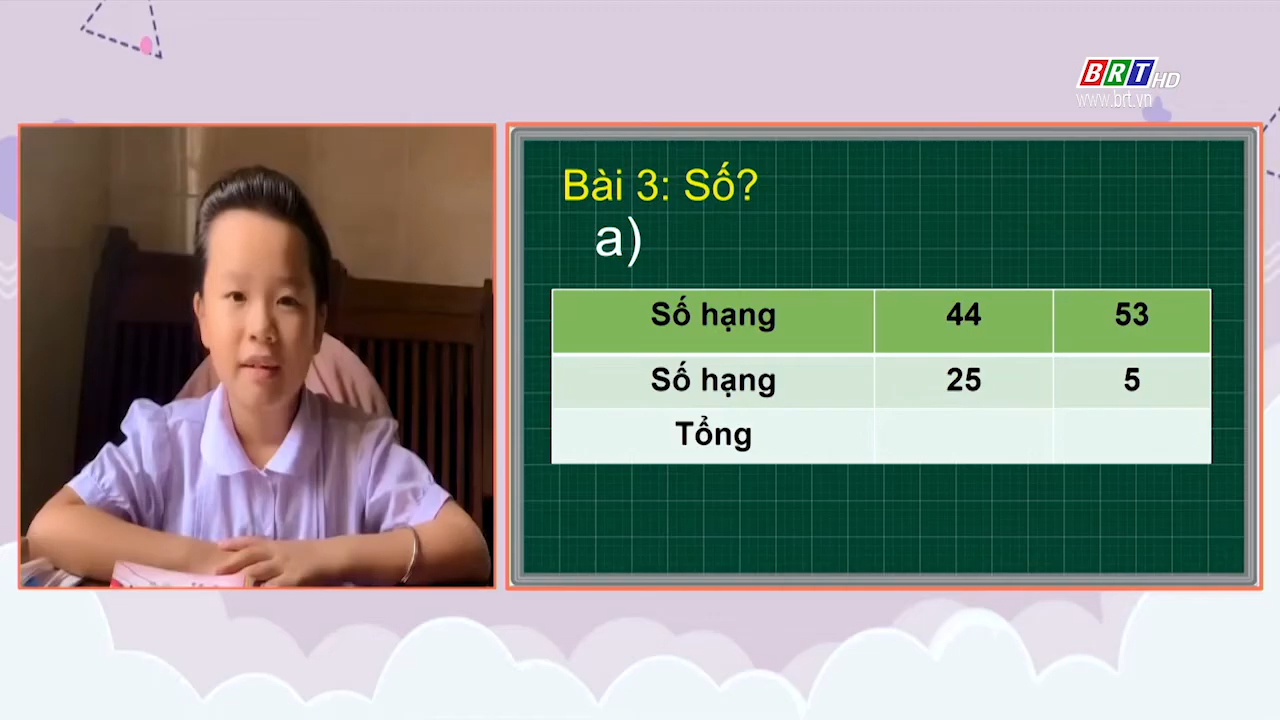 BRT HD
www.brt.vn
Bài 3: Số?
a)
Số hạng 44 53
Số hạng 25 5
Tổng